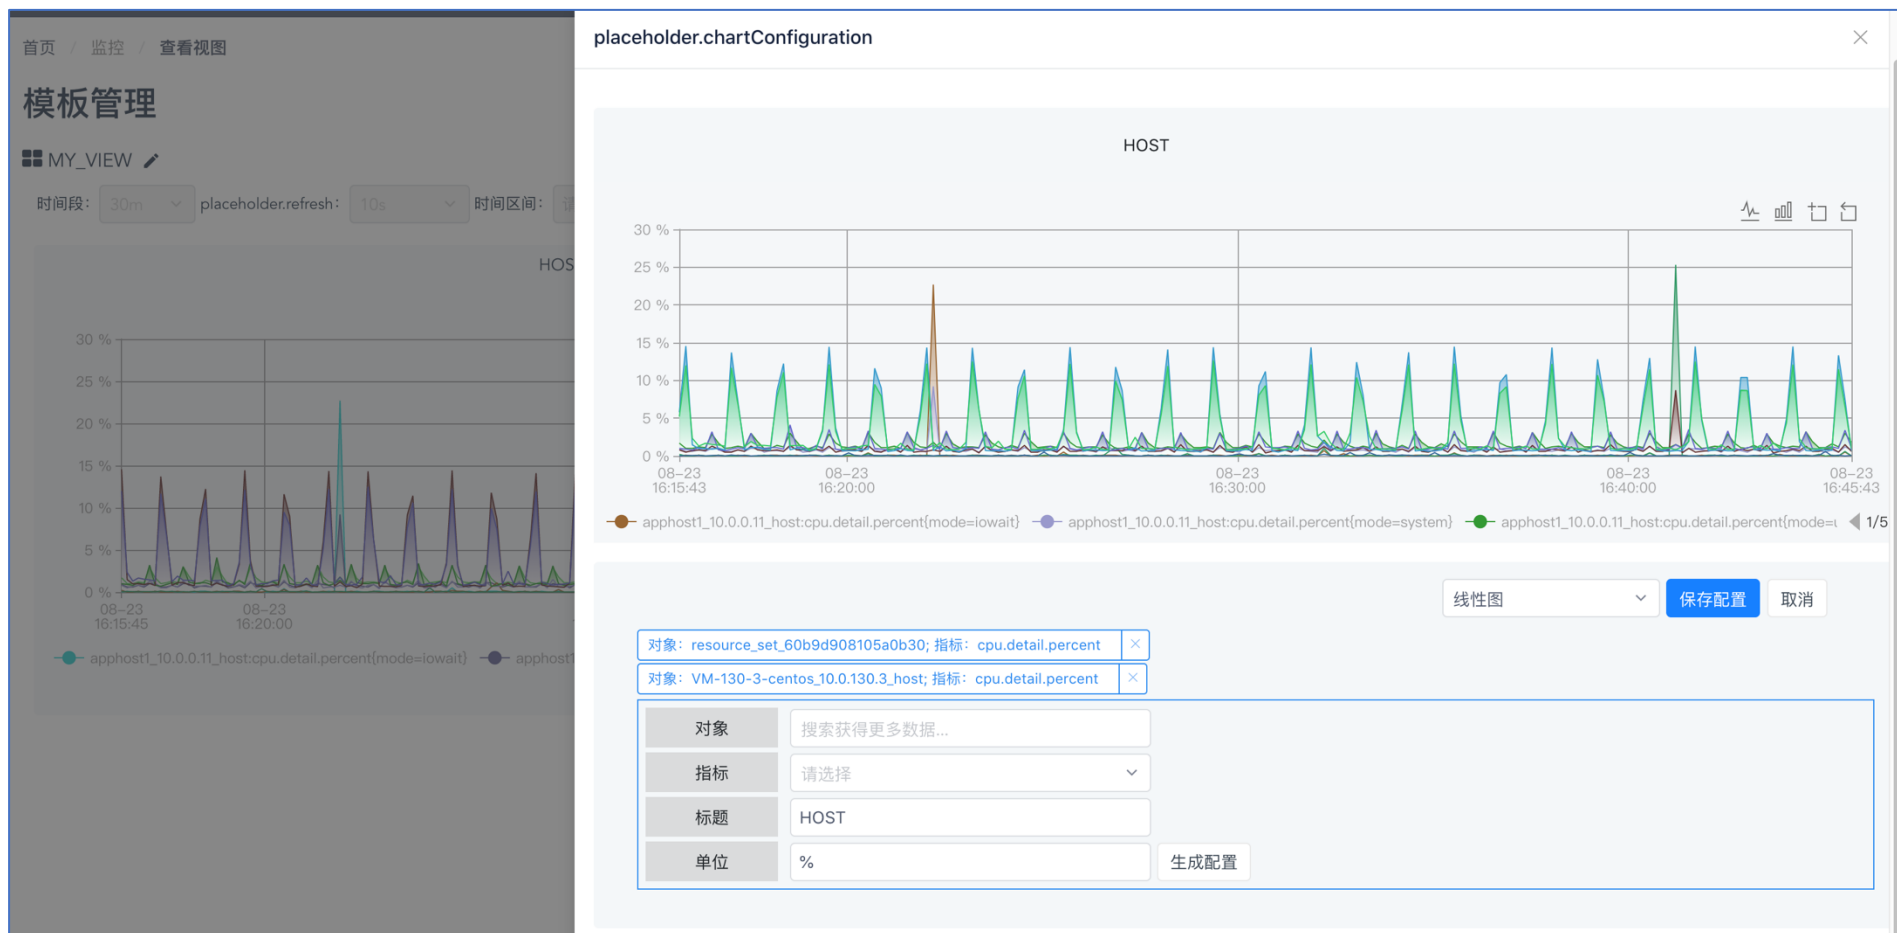 首页 / 监控 / 查看视图
模板管理
MY_VIEW
时间段： 30m placeholder.refresh： 10s 时间区间：
HOS
30 %
25 %
20 %
15 %
10 %
5 %
0 %
08-23 08-23
16:15:45 16:20:00
apphost1_10.0.0.11_host:cpu.detail.percent{mode=iowait} apphost1
placeholder.chartConfiguration
HOST
30 %
25 %
20 %
15 %
10 %
5 %
0 %
08-23 08-23 08-23 08-23 08-23
16:15:43 16:20:00 16:30:00 16:40:00 16:45:43
apphost1_10.0.0.11_host:cpu.detail.percent{mode=iowait} apphost1_10.0.0.11_host:cpu.detail.percent{mode=system} apphost1_10.0.0.11_host:cpu.detail.percent{mode=u 1/5
线性图 保存配置 取消
对象：resource_set_60b9d908105a0b30; 指标：cpu.detail.percent ×
对象：VM-130-3-centos_10.0.130.3_host; 指标：cpu.detail.percent ×
对象 搜索获得更多数据...
指标 请选择
标题 HOST
单位 % 生成配置